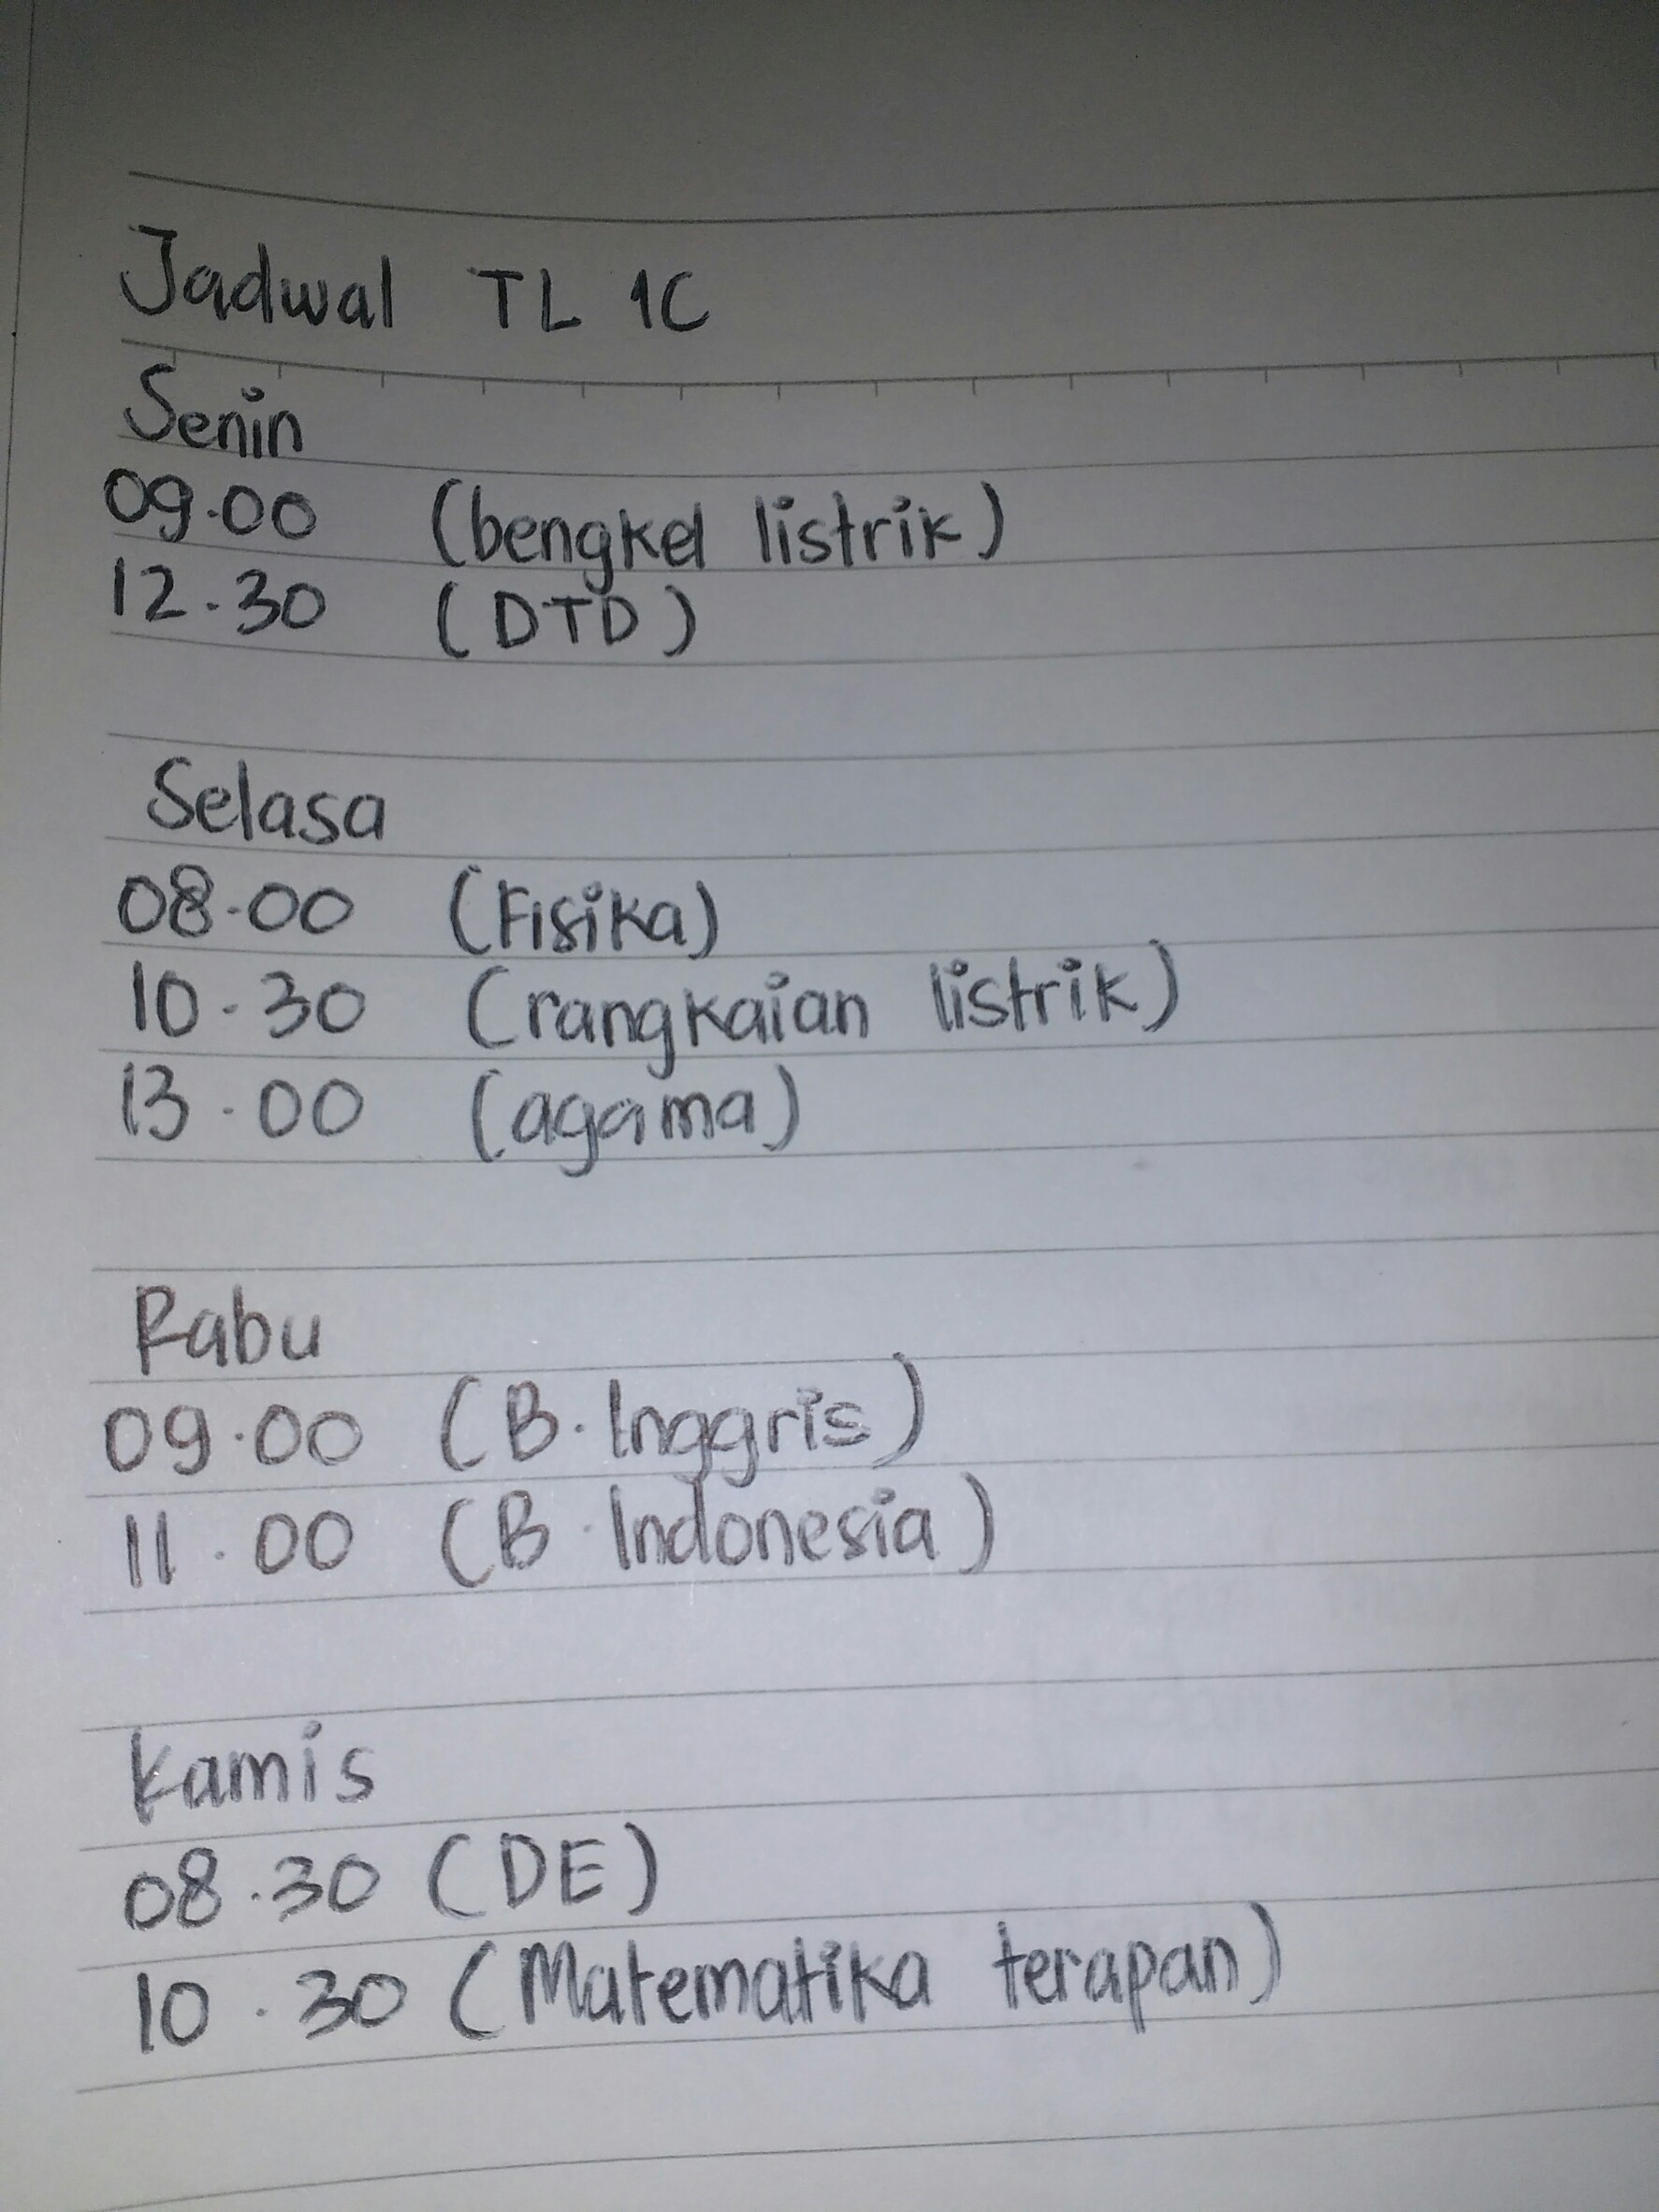 Jadwal TL 1C
Senin
09.00 (bengkel listrik)
12.30 (DTD)
Selasa
08.00 (Fisika)
10.30 (rangkaian listrik)
13.00 (agama)
Rabu
09.00 (B. Inggris)
11.00 (B. Indonesia)
Kamis
08.30 (DE)
10.30 (Matematika terapan)